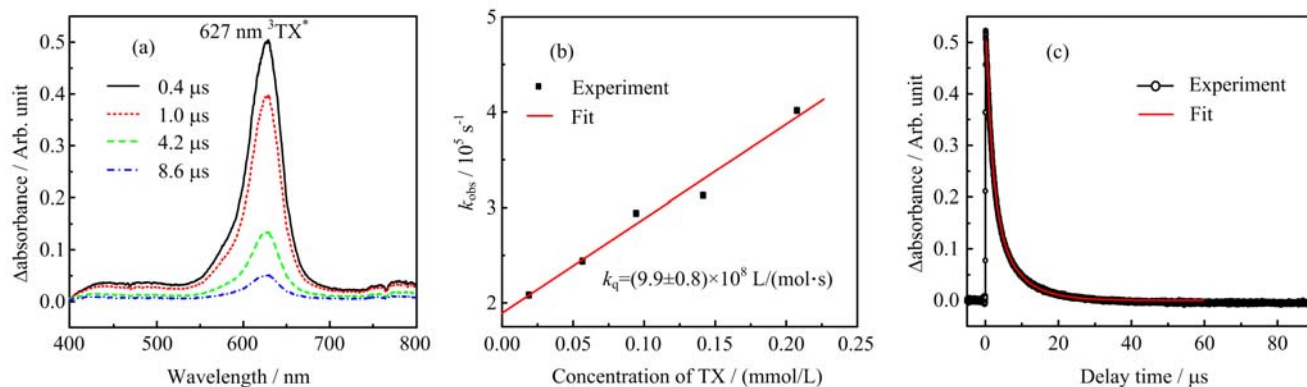 (a)
627 nm ³TX*
0.4 μs
1.0 μs
4.2 μs
8.6 μs
0.5
0.4
0.3
0.2
0.1
0.0
Δabsorbance / Arb. unit
400 500 600 700 800
Wavelength / nm
(b)
Experiment
Fit
kq=(9.9±0.8)×10⁸ L/(mol·s)
5
4
3
2
kobs / 10⁵ s⁻¹
0.00 0.05 0.10 0.15 0.20 0.25
Concentration of TX / (mmol/L)
(c)
Experiment
Fit
0.5
0.4
0.3
0.2
0.1
0.0
Δabsorbance / Arb. unit
0 20 40 60 80
Delay time / μs